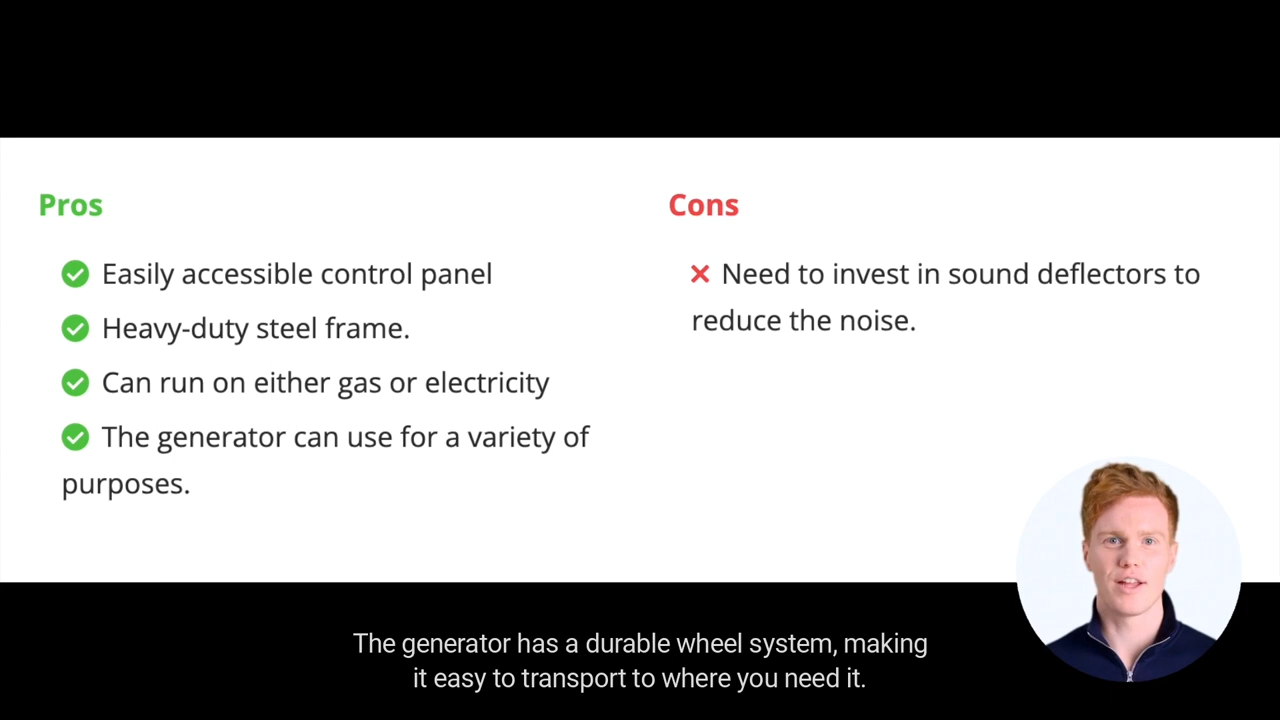 Pros
Easily accessible control panel
Heavy-duty steel frame.
Can run on either gas or electricity
The generator can use for a variety of
purposes.
Cons
Need to invest in sound deflectors to
reduce the noise.
The generator has a durable wheel system, making
it easy to transport to where you need it.